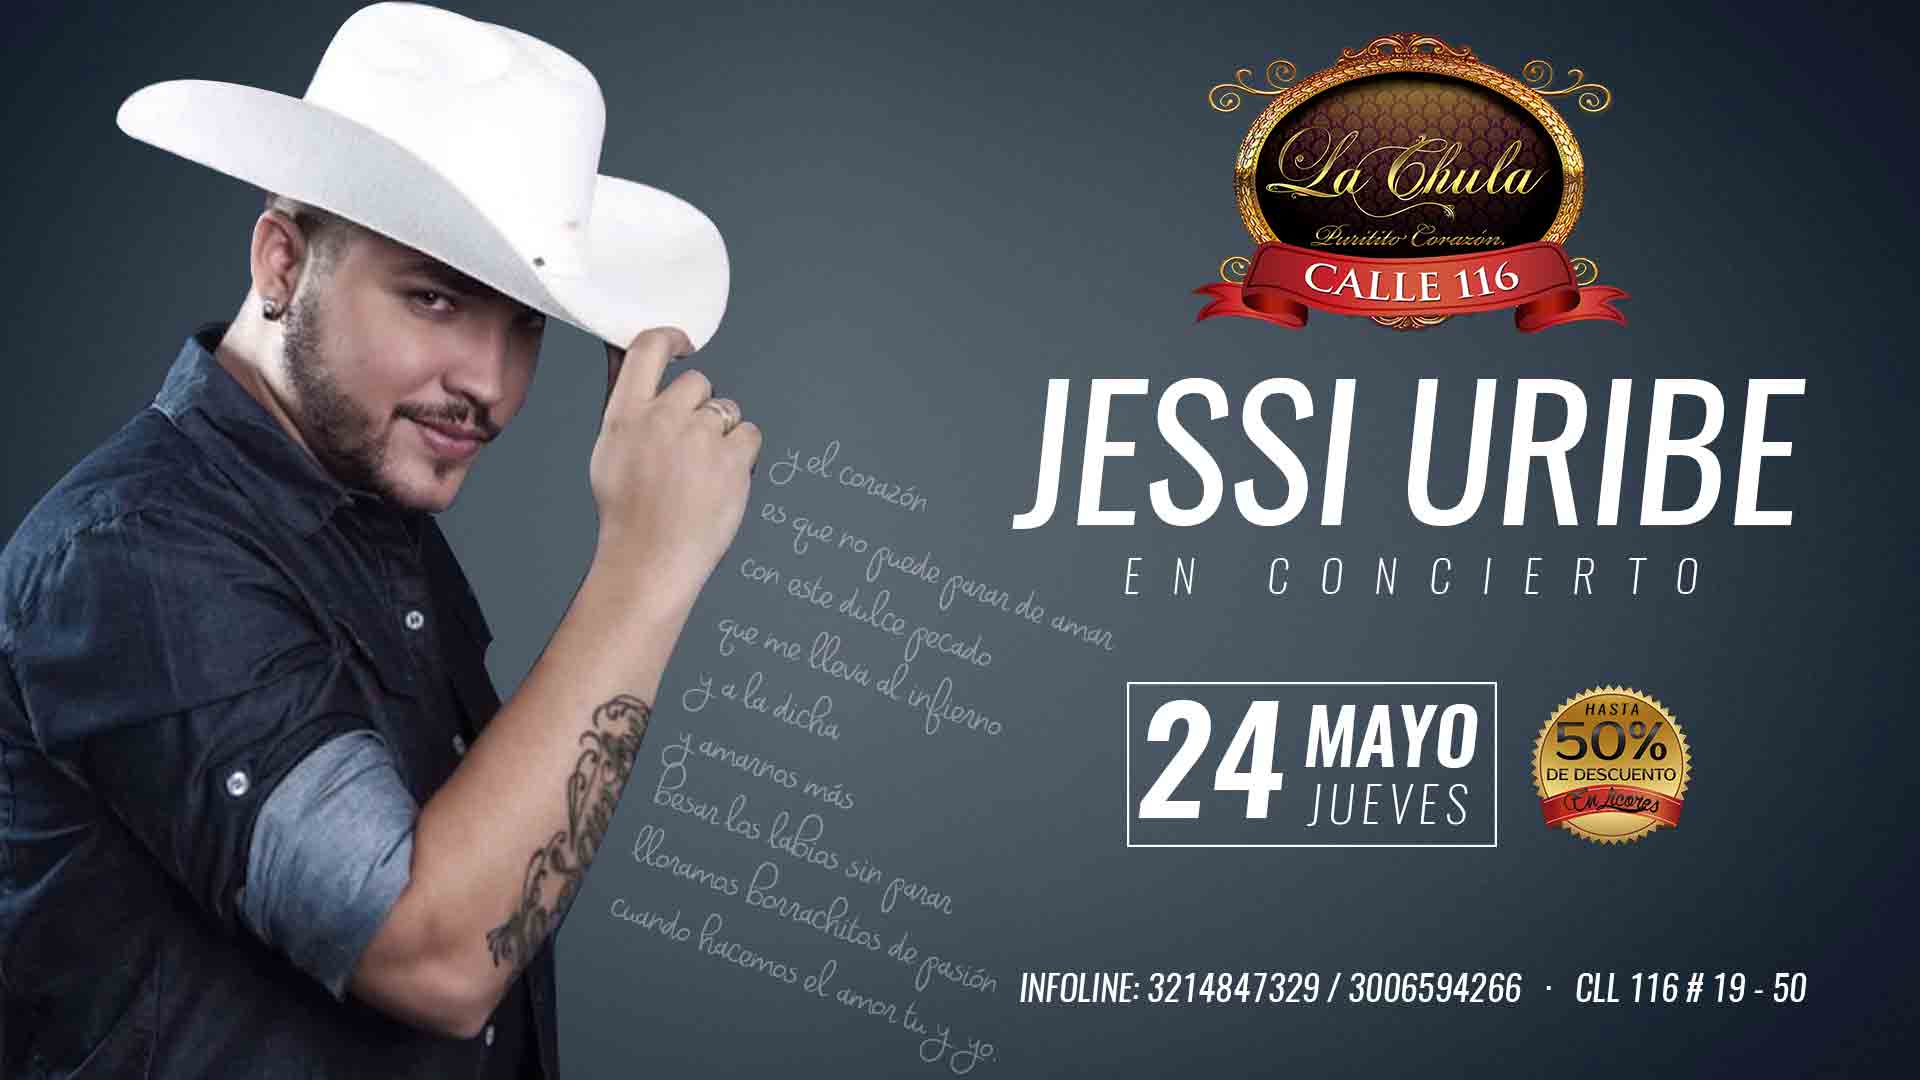 La Chula
Puritito Corazón.
CALLE 116
JESSI URIBE
EN CONCIERTO
y el corazón
es que no puede parar de amar
con este dulce pecado
que me lleva al infierno
y a la dicha
y amarnos más
besar los labios sin parar
lloramos borrachitos de pasión
cuando hacemos el amor tu y yo.
24 MAYO
JUEVES
HASTA
50%
DE DESCUENTO
En Licores
INFOLINE: 3214847329 / 3006594266 · CLL 116 # 19 - 50